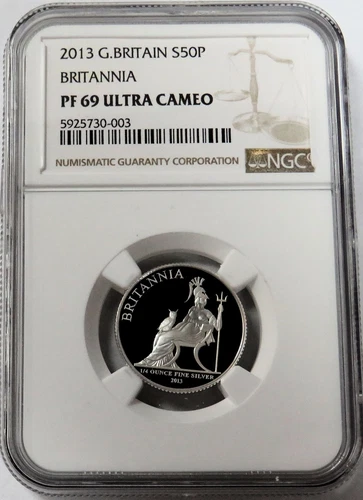 2013 G.BRITAIN S50P
BRITANNIA
PF 69 ULTRA CAMEO
5925730-003
NUMISMATIC GUARANTY CORPORATION
NGC
BRITANNIA
1/4 OUNCE FINE SILVER
2013